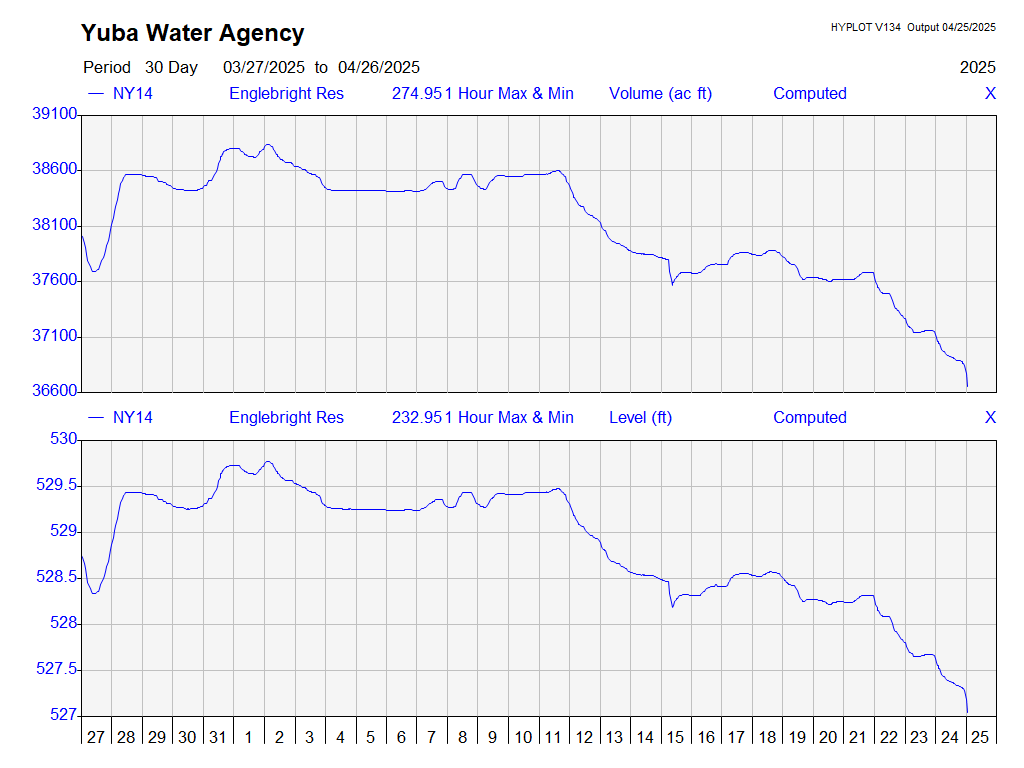 Yuba Water Agency
HYPLOT V134 Output 04/25/2025
Period 30 Day 03/27/2025 to 04/26/2025 2025
NY14 Englebright Res 274.951 Hour Max & Min Volume (ac ft) Computed X
39100
38600
38100
37600
37100
36600
NY14 Englebright Res 232.951 Hour Max & Min Level (ft) Computed X
530
529.5
529
528.5
528
527.5
527
27 28 29 30 31 1 2 3 4 5 6 7 8 9 10 11 12 13 14 15 16 17 18 19 20 21 22 23 24 25